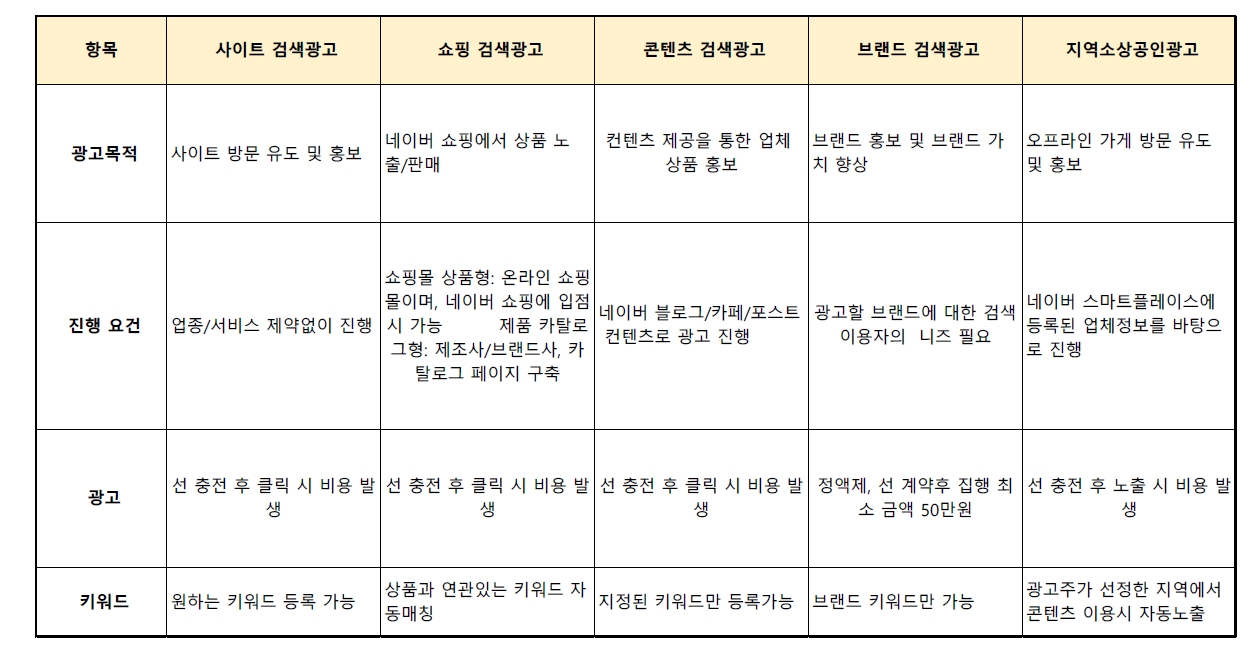 항목 사이트 검색광고 쇼핑 검색광고 콘텐츠 검색광고 브랜드 검색광고 지역소상공인광고
광고목적
사이트 방문 유도 및 홍보
네이버 쇼핑에서 상품 노
출/판매
컨텐츠 제공을 통한 업체
상품 홍보
브랜드 홍보 및 브랜드 가
치 향상
오프라인 가게 방문 유도
및 홍보
진행 요건
업종/서비스 제약없이 진행
쇼핑몰 상품형: 온라인 쇼핑
몰이며, 네이버 쇼핑에 입점
시 가능 제품 카탈로
그형: 제조사/브랜드사, 카
탈로그 페이지 구축
네이버 블로그/카페/포스트
컨텐츠로 광고 진행
광고할 브랜드에 대한 검색
이용자의 니즈 필요
네이버 스마트플레이스에
등록된 업체정보를 바탕으
로 진행
광고
선 충전 후 클릭 시 비용 발
생
선 충전 후 클릭 시 비용 발
생
선 충전 후 클릭 시 비용 발
생
정액제, 선 계약후 집행 최
소 금액 50만원
선 충전 후 노출 시 비용 발
생
키워드
원하는 키워드 등록 가능
상품과 연관있는 키워드 자
동매칭
지정된 키워드만 등록가능
브랜드 키워드만 가능
광고주가 선정한 지역에서
콘텐츠 이용시 자동노출